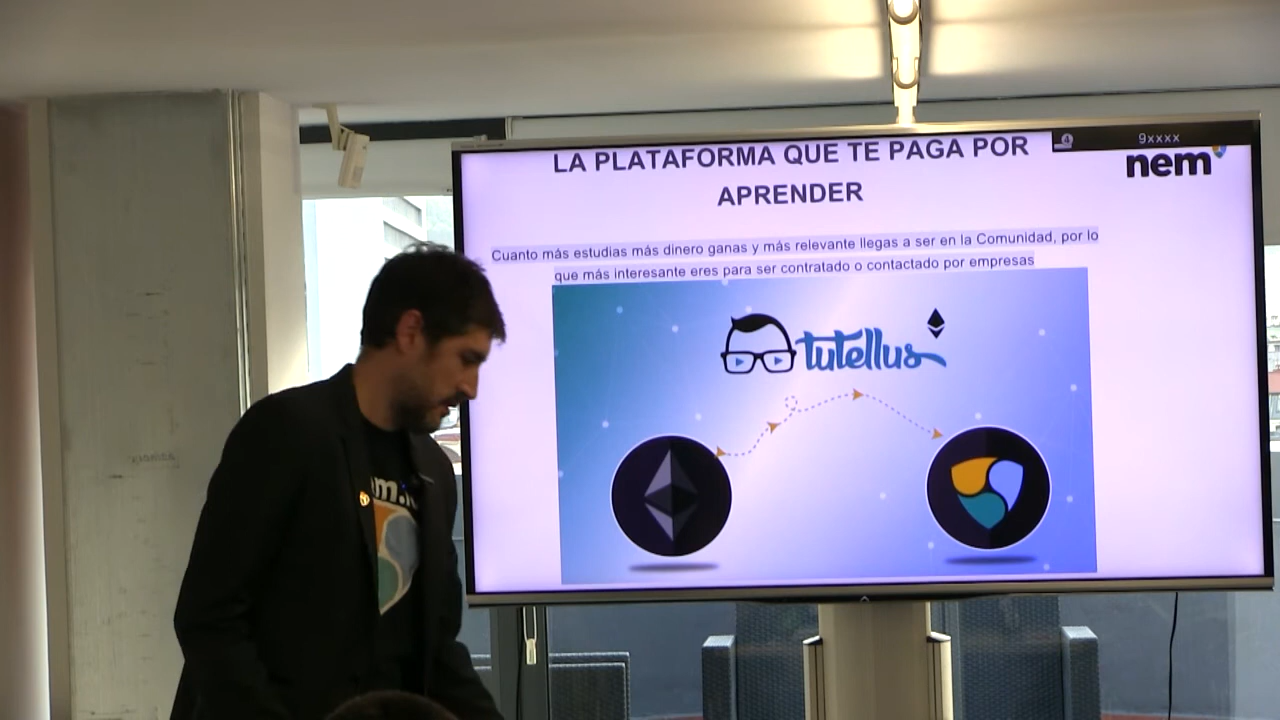 9xxxx
LA PLATAFORMA QUE TE PAGA POR
APRENDER
nem
Cuanto más estudias más dinero ganas y más relevante llegas a ser en la Comunidad, por lo
que más interesante eres para ser contratado o contactado por empresas
tutellus